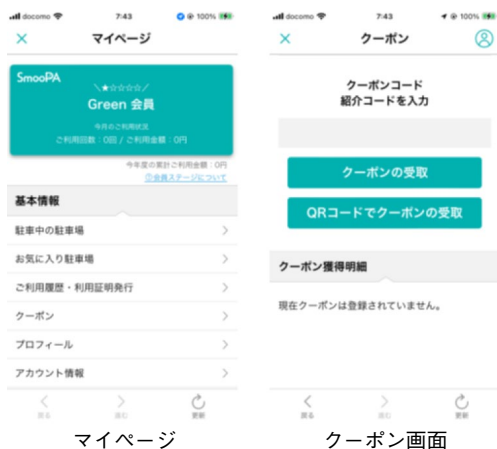 docomo 7:43 100%
マイページ
SmooPA
＼★☆☆☆☆／
Green 会員
今月のご利用状況
ご利用回数：0回 / ご利用金額：0円
今年度の累計ご利用金額：0円
会員ステージについて
基本情報
駐車中の駐車場
お気に入り駐車場
ご利用履歴・利用証明発行
クーポン
プロフィール
アカウント情報
戻る 進む 更新
マイページ
docomo 7:43 100%
クーポン
クーポンコード
紹介コードを入力
クーポンの受取
QRコードでクーポンの受取
クーポン獲得明細
現在クーポンは登録されていません。
戻る 進む 更新
クーポン画面